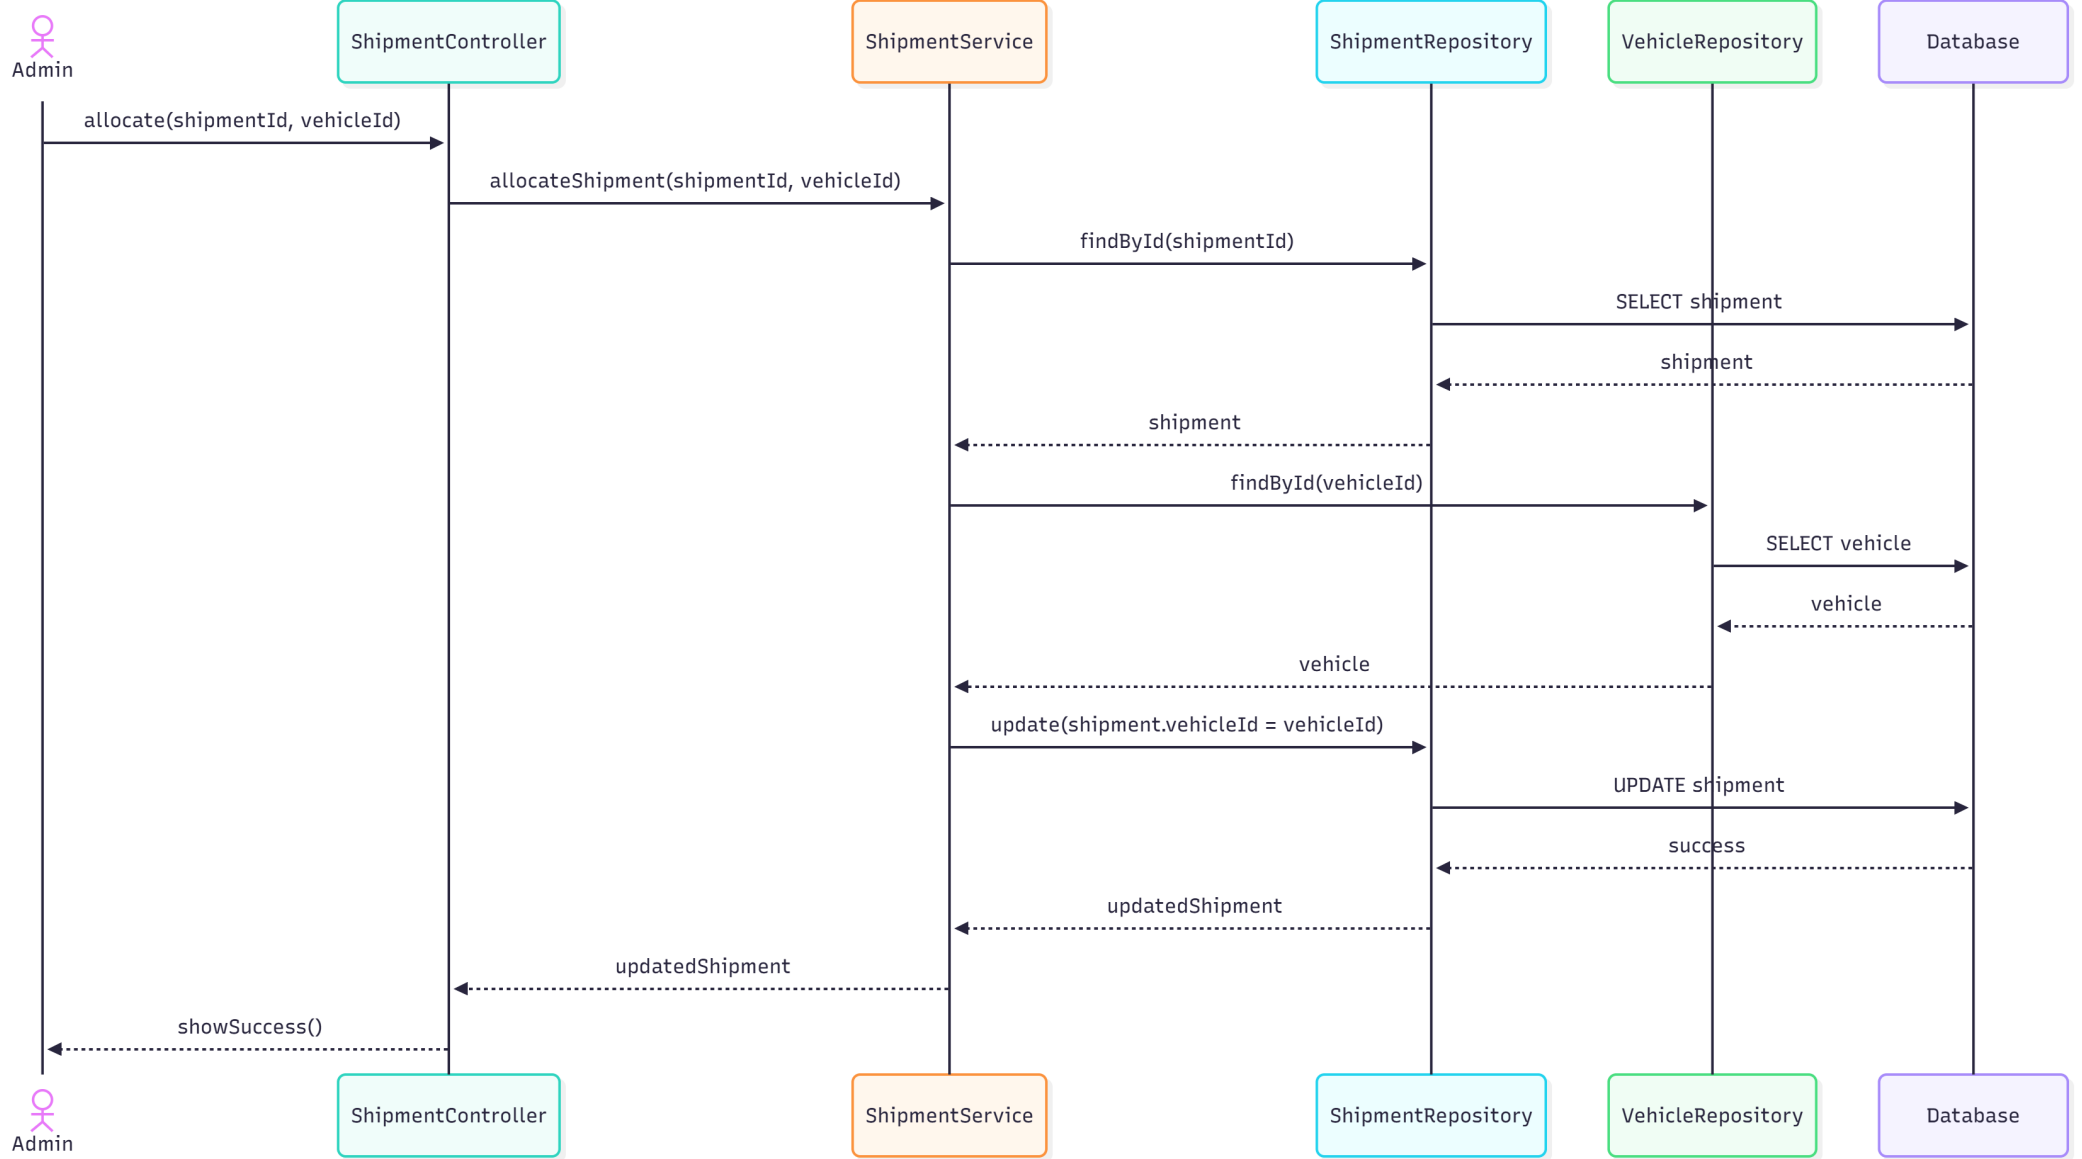 Admin
ShipmentController
ShipmentService
ShipmentRepository
VehicleRepository
Database
allocate(shipmentId, vehicleId)
allocateShipment(shipmentId, vehicleId)
findById(shipmentId)
SELECT shipment
shipment
shipment
findById(vehicleId)
SELECT vehicle
vehicle
vehicle
update(shipment.vehicleId = vehicleId)
UPDATE shipment
success
updatedShipment
updatedShipment
showSuccess()
Admin
ShipmentController
ShipmentService
ShipmentRepository
VehicleRepository
Database